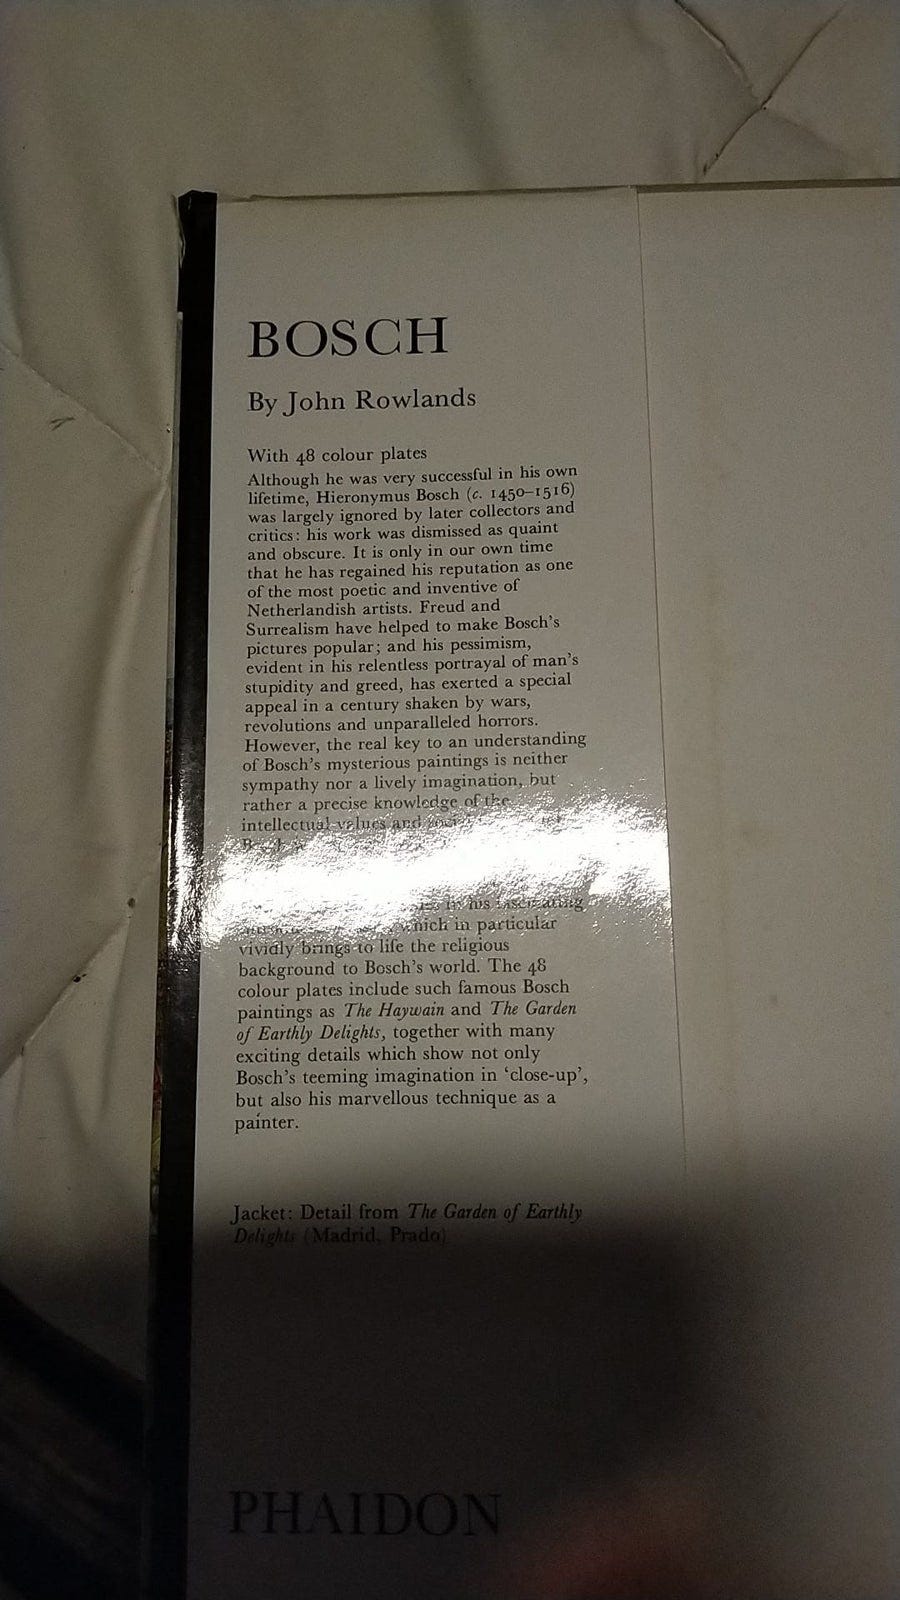 BOSCH
By John Rowlands
With 48 colour plates
Although he was very successful in his own
lifetime, Hieronymus Bosch (c. 1450–1516)
was largely ignored by later collectors and
critics: his work was dismissed as quaint
and obscure. It is only in our own time
that he has regained his reputation as one
of the most poetic and inventive of
Netherlandish artists. Freud and
Surrealism have helped to make Bosch's
pictures popular; and his pessimism,
evident in his relentless portrayal of man's
stupidity and greed, has exerted a special
appeal in a century shaken by wars,
revolutions and unparalleled horrors.
However, the real key to an understanding
of Bosch's mysterious paintings is neither
sympathy nor a lively imagination, but
rather a precise knowledge of the
intellectual values and
in his fascinating
which in particular
vividly brings to life the religious
background to Bosch's world. The 48
colour plates include such famous Bosch
paintings as The Haywain and The Garden
of Earthly Delights, together with many
exciting details which show not only
Bosch's teeming imagination in 'close-up',
but also his marvellous technique as a
painter.
Jacket: Detail from The Garden of Earthly
Delights (Madrid, Prado)
PHAIDON